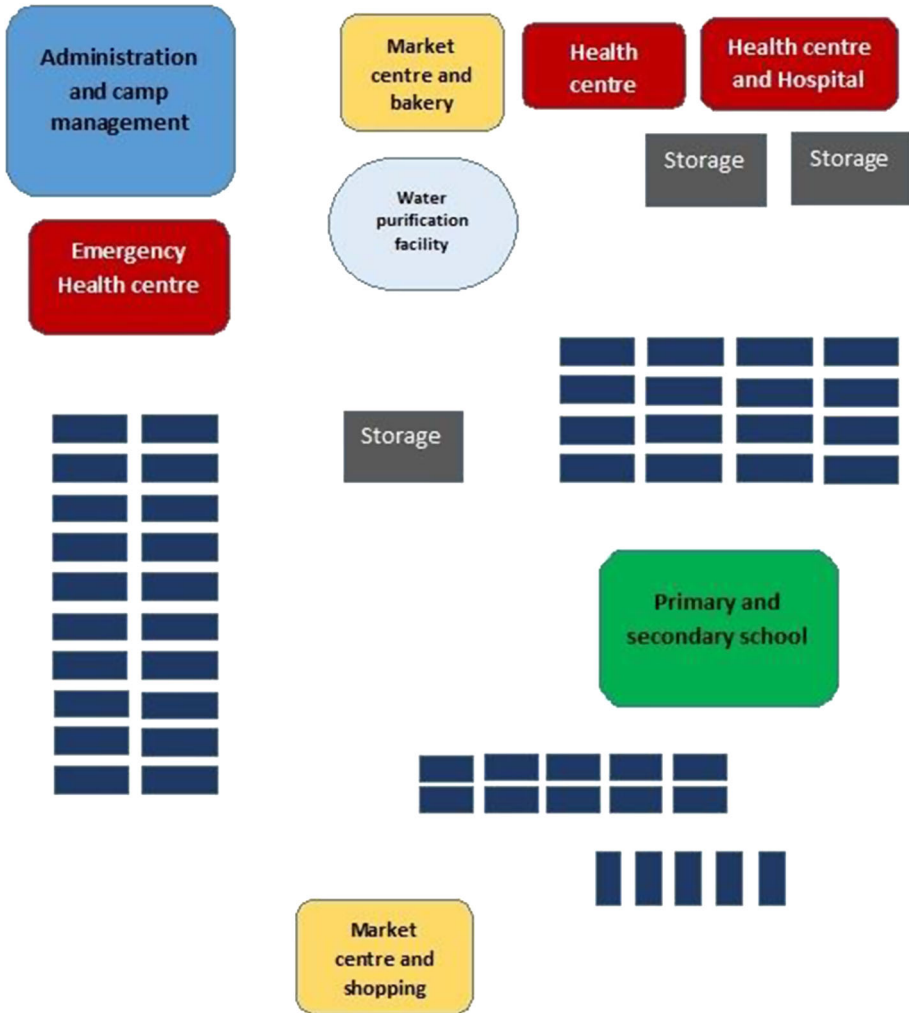 Administration
and camp
management
Market
centre and
bakery
Health
centre
Health centre
and Hospital
Storage
Storage
Water
purification
facility
Emergency
Health centre
Storage
Primary and
secondary school
Market
centre and
shopping